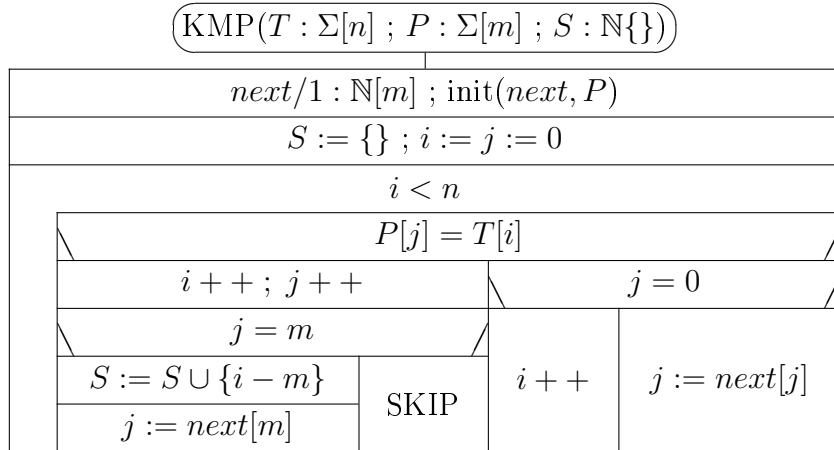 KMP(T : Σ[n] ; P : Σ[m] ; S : ℕ{})
next/1 : ℕ[m] ; init(next, P)
S := {} ; i := j := 0
i < n
P[j] = T[i]
i + + ; j + +
j = 0
j = m
S := S ∪ {i − m}
SKIP
i + +
j := next[j]
j := next[m]